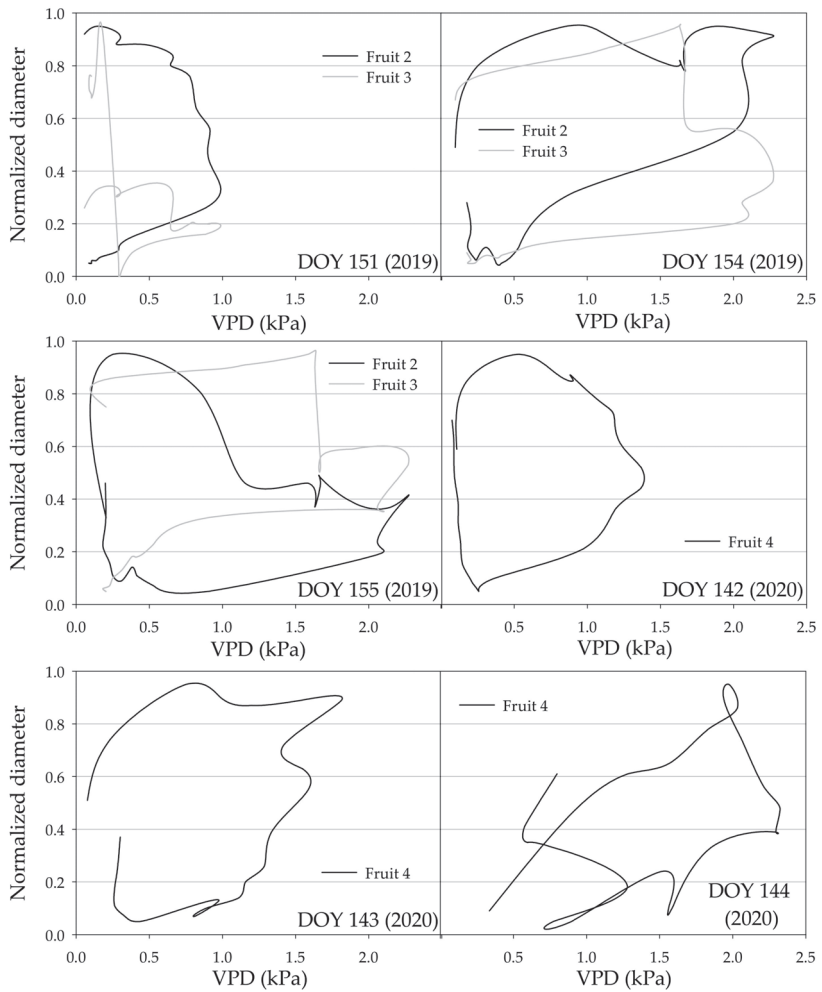 1.0
0.8
0.6
0.4
0.2
0.0
Normalized diameter
Fruit 2
Fruit 3
DOY 151 (2019)
0.0 0.5 1.0 1.5 2.0
VPD (kPa)
Fruit 2
Fruit 3
DOY 154 (2019)
0.5 1.0 1.5 2.0 2.5
VPD (kPa)
1.0
0.8
0.6
0.4
0.2
0.0
Normalized diameter
Fruit 2
Fruit 3
DOY 155 (2019)
0.0 0.5 1.0 1.5 2.0
VPD (kPa)
Fruit 4
DOY 142 (2020)
0.5 1.0 1.5 2.0 2.5
VPD (kPa)
1.0
0.8
0.6
0.4
0.2
0.0
Normalized diameter
Fruit 4
DOY 143 (2020)
0.0 0.5 1.0 1.5 2.0
VPD (kPa)
Fruit 4
DOY 144
(2020)
0.5 1.0 1.5 2.0 2.5
VPD (kPa)